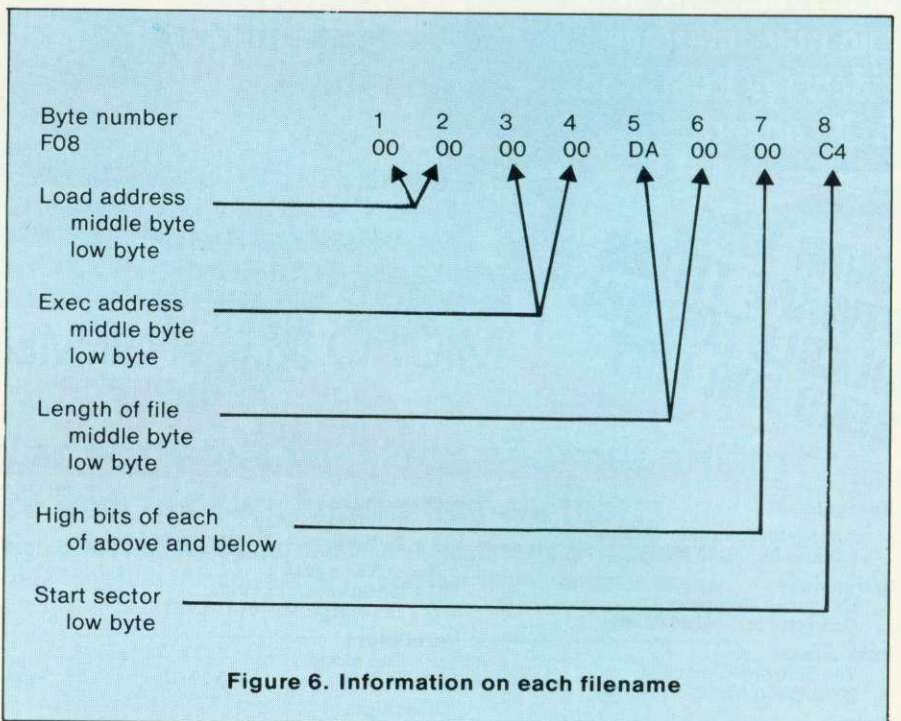 Byte number 1 2 3 4 5 6 7 8
F08 00 00 00 00 DA 00 00 C4
Load address
middle byte
low byte
Exec address
middle byte
low byte
Length of file
middle byte
low byte
High bits of each
of above and below
Start sector
low byte
Figure 6. Information on each filename